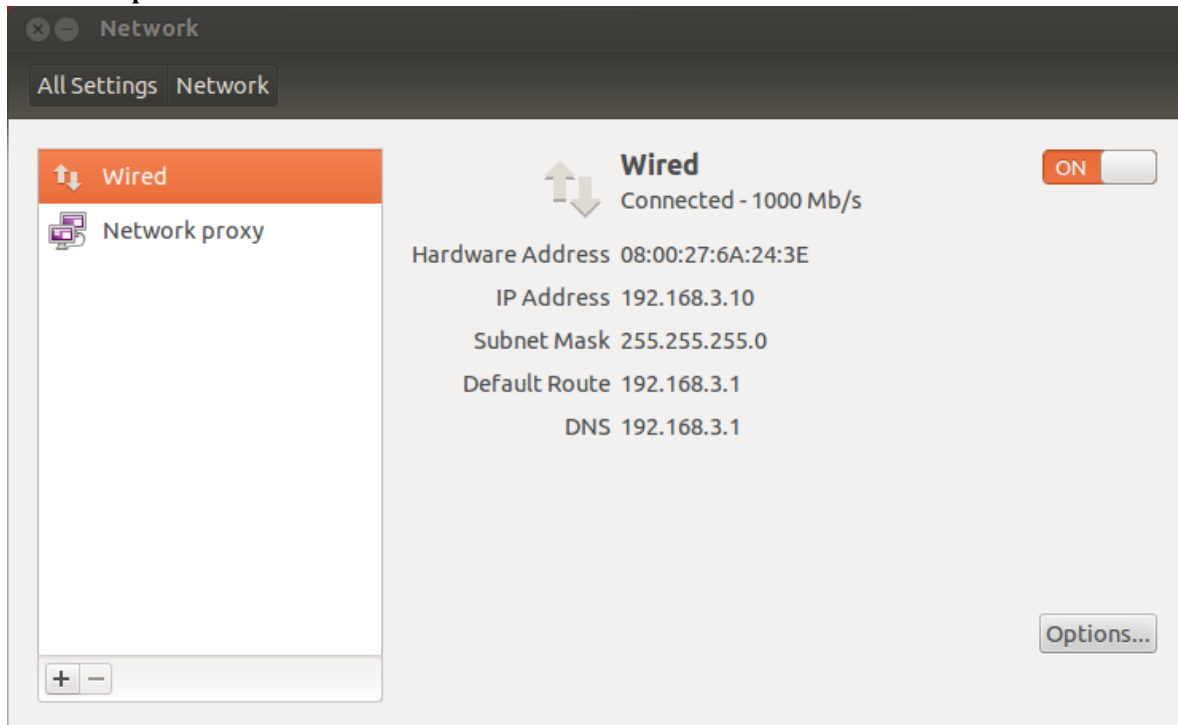 Network
All Settings Network
Wired
Network proxy
Wired
Connected - 1000 Mb/s
ON
Hardware Address 08:00:27:6A:24:3E
IP Address 192.168.3.10
Subnet Mask 255.255.255.0
Default Route 192.168.3.1
DNS 192.168.3.1
Options...
+ −